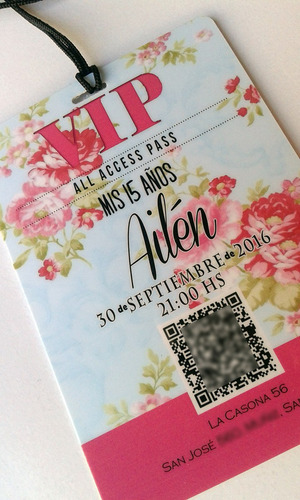 VIP
ALL ACCESS PASS
MIS 15 AÑOS
Ailén
30 de SEPTIEMBRE de 2016
21:00 HS
LA CASONA 56
SAN JOSÉ